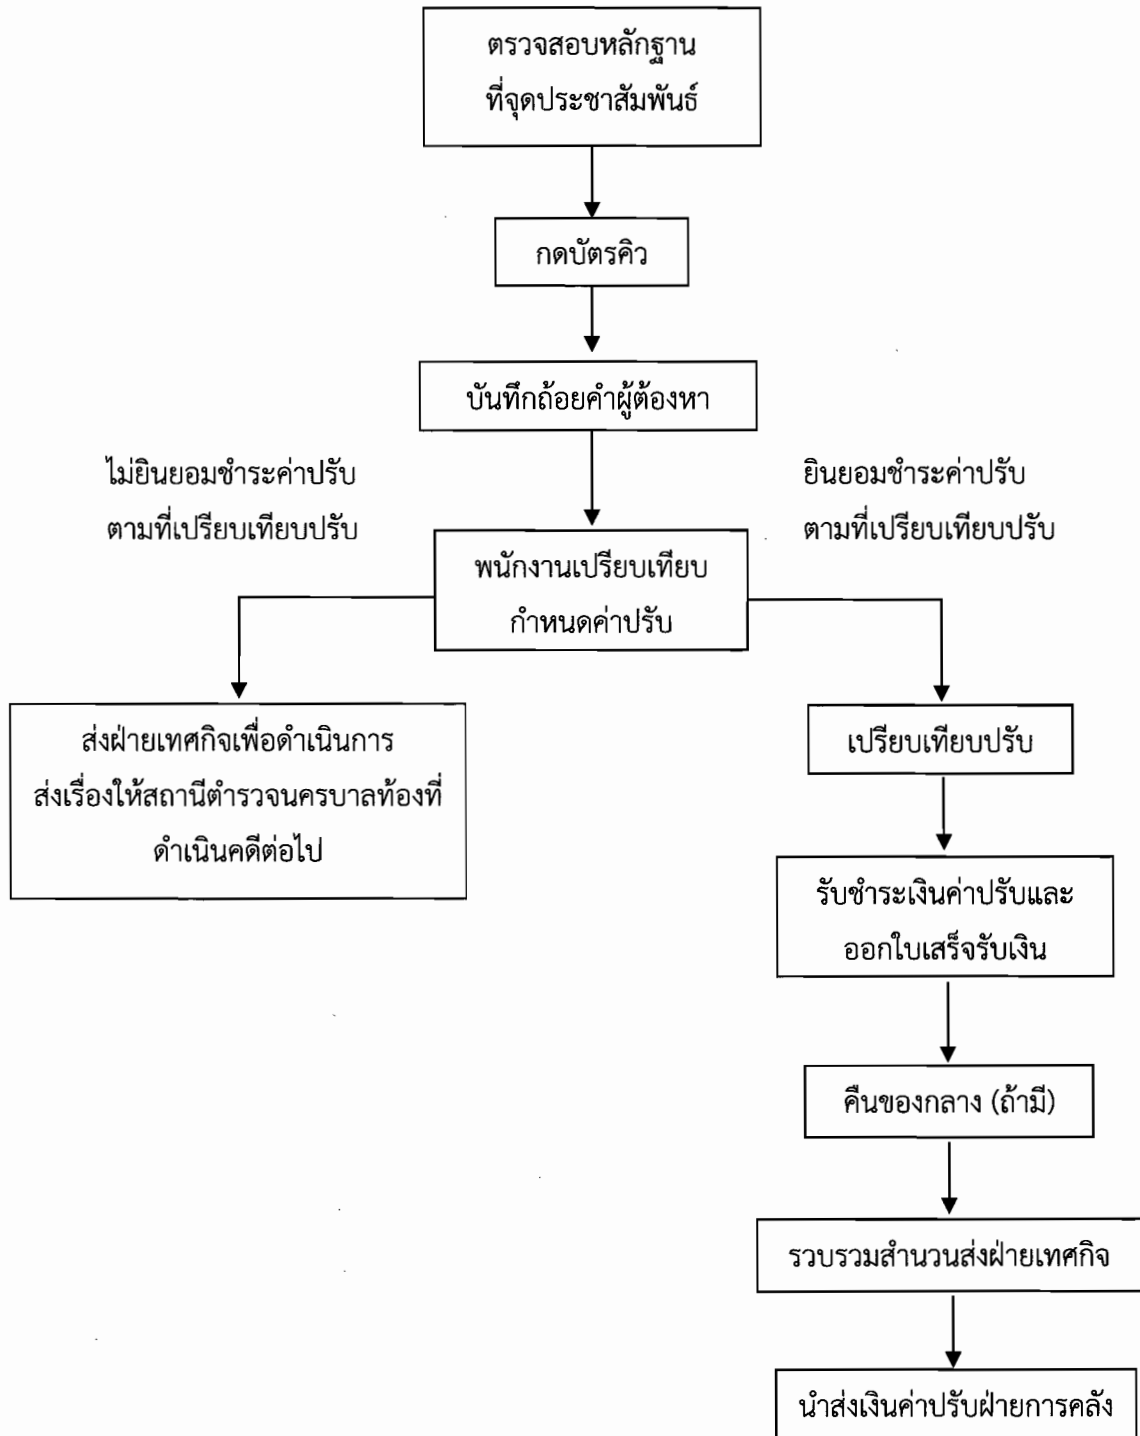 ตรวจสอบหลักฐาน
ที่จุดประชาสัมพันธ์
กดบัตรคิว
บันทึกถ้อยคำผู้ต้องหา
ไม่ยินยอมชำระค่าปรับ
ตามที่เปรียบเทียบปรับ
ยินยอมชำระค่าปรับ
ตามที่เปรียบเทียบปรับ
พนักงานเปรียบเทียบ
กำหนดค่าปรับ
ส่งฝ่ายเทศกิจเพื่อดำเนินการ
ส่งเรื่องให้สถานีตำรวจนครบาลท้องที่
ดำเนินคดีต่อไป
เปรียบเทียบปรับ
รับชำระเงินค่าปรับและ
ออกใบเสร็จรับเงิน
คืนของกลาง (ถ้ามี)
รวบรวมสำนวนส่งฝ่ายเทศกิจ
นำส่งเงินค่าปรับฝ่ายการคลัง